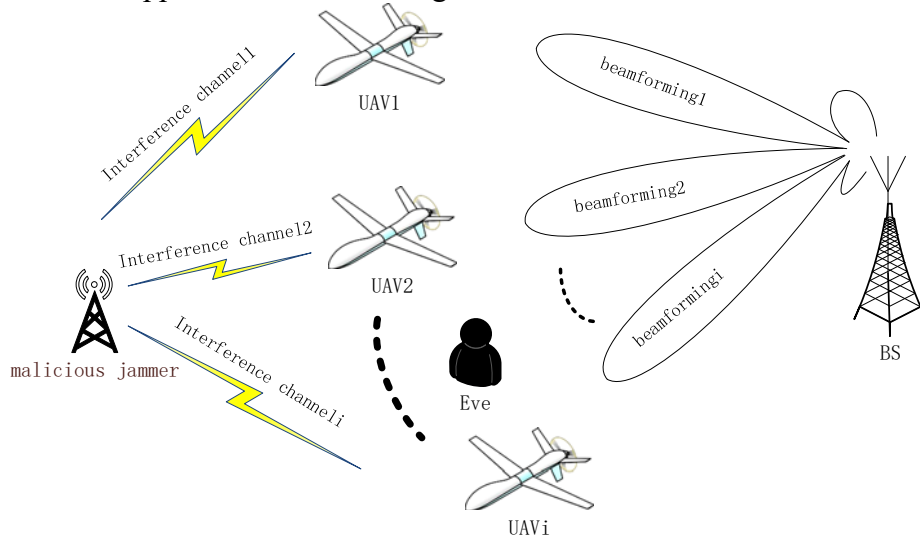 UAV1
beamforming1
Interference channel1
beamforming2
Interference channel2
UAV2
beamformingi
Interference channeli
BS
malicious jammer
Eve
UAVi